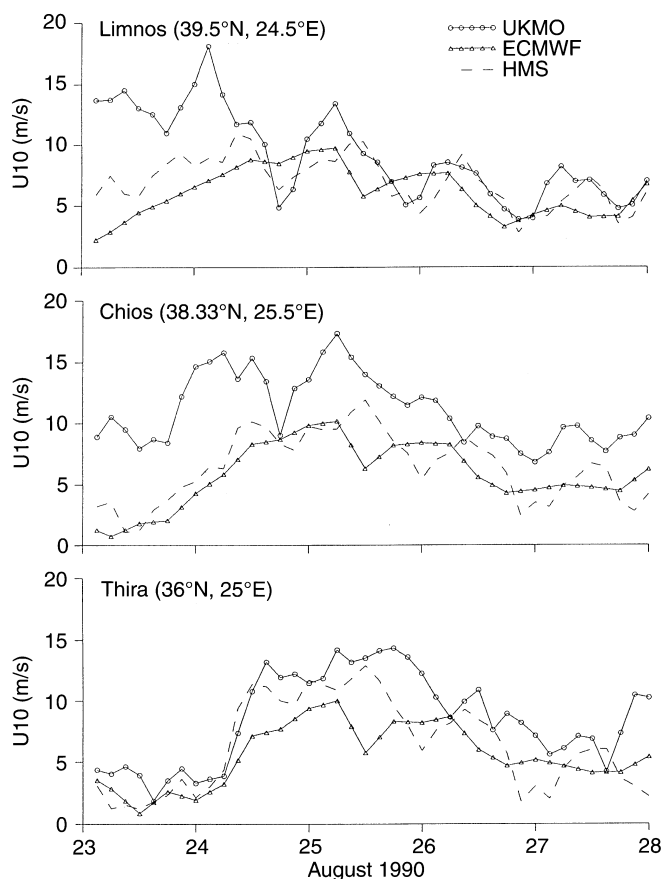 Limnos (39.5°N, 24.5°E)
UKMO
ECMWF
HMS
20
15
10
5
0
U10 (m/s)
Chios (38.33°N, 25.5°E)
20
15
10
5
0
U10 (m/s)
Thira (36°N, 25°E)
20
15
10
5
0
U10 (m/s)
23 24 25 26 27 28
August 1990